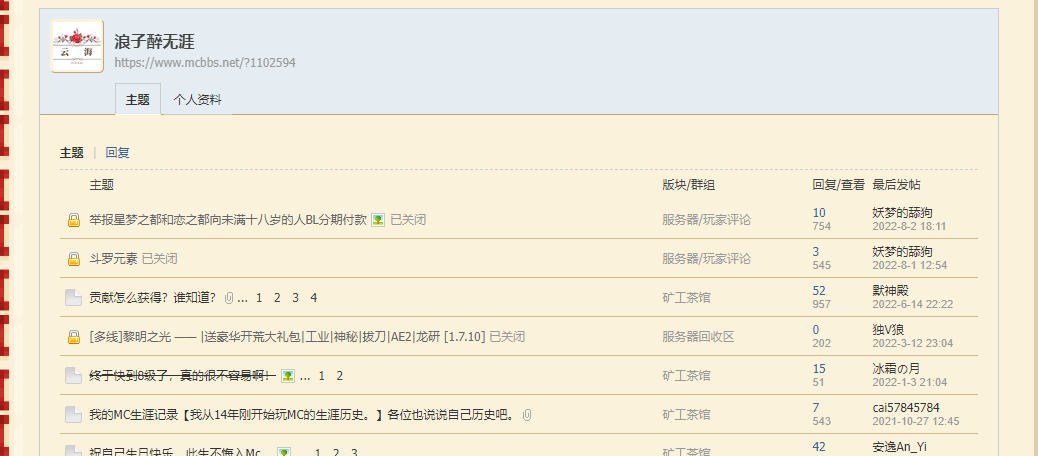 浪子醉无涯
云 海
https://www.mcbbs.net/?1102594
主题 个人资料
主题 | 回复
主题 版块/群组 回复/查看 最后发帖
举报星梦之都和恋之都向未满十八岁的人BL分期付款 已关闭 服务器/玩家评论 10 妖梦的舔狗
754 2022-8-2 18:11
斗罗元素 已关闭 服务器/玩家评论 3 妖梦的舔狗
545 2022-8-1 12:54
贡献怎么获得？谁知道？ ... 1 2 3 4 矿工茶馆 52 默神殿
957 2022-6-14 22:22
[多线]黎明之光 —— |送豪华开荒大礼包|工业|神秘|拔刀|AE2|龙研 [1.7.10] 已关闭 服务器回收区 0 独V狼
202 2022-3-12 23:04
终于快到8级了，真的很不容易啊！ ... 1 2 矿工茶馆 15 冰霜の月
51 2022-1-3 21:04
我的MC生涯记录【我从14年刚开始玩MC的生涯历史。】各位也说说自己历史吧。 矿工茶馆 7 cai57845784
543 2021-10-27 12:45
祝自己生日快乐，此生不悔入Mc ... 1 2 3 矿工茶馆 42 安逸An_Yi